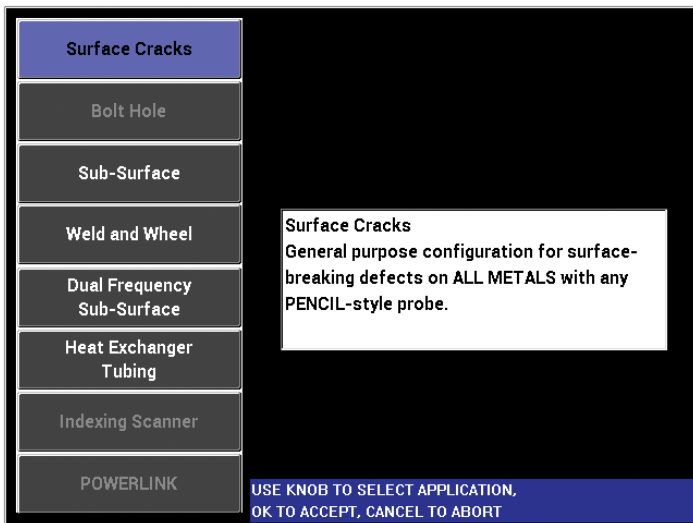 Surface Cracks
Bolt Hole
Sub-Surface
Weld and Wheel
Dual Frequency
Sub-Surface
Heat Exchanger
Tubing
Indexing Scanner
POWERLINK
Surface Cracks
General purpose configuration for surface-
breaking defects on ALL METALS with any
PENCIL-style probe.
USE KNOB TO SELECT APPLICATION,
OK TO ACCEPT, CANCEL TO ABORT